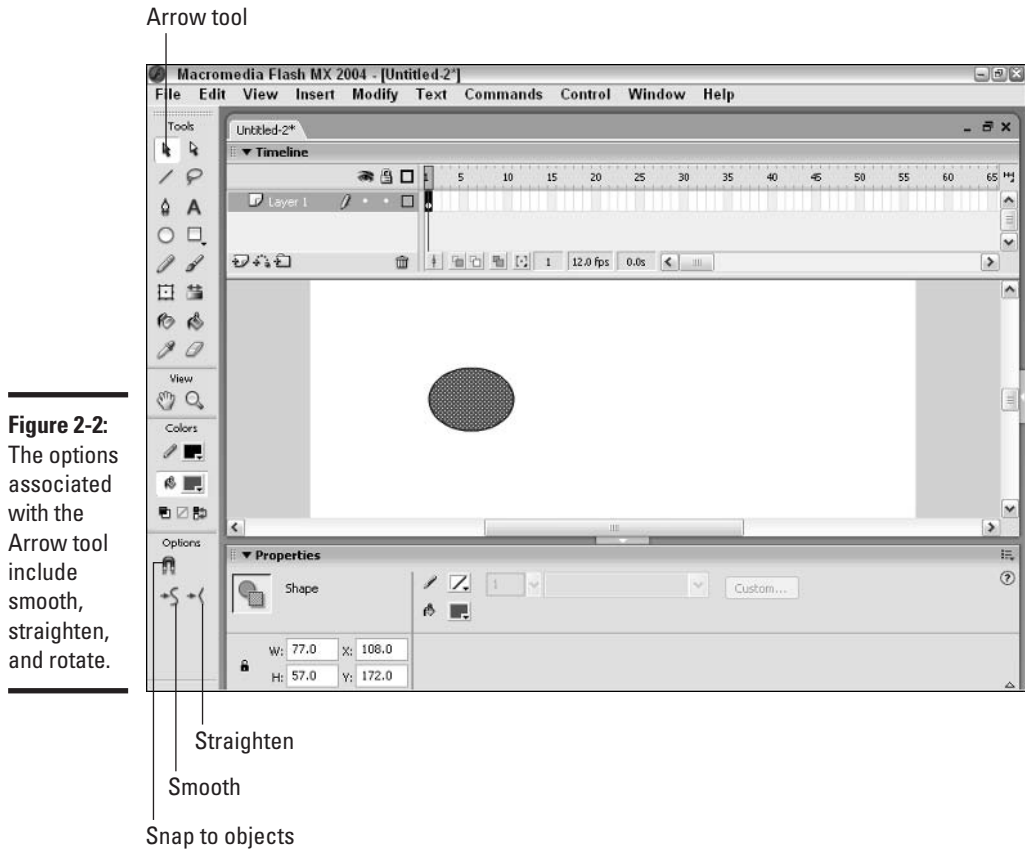 Arrow tool
Macromedia Flash MX 2004 - [Untitled-2*]
File Edit View Insert Modify Text Commands Control Window Help
Tools
Untitled-2*
Timeline
1 5 10 15 20 25 30 35 40 45 50 55 60 65
Layer 1
1 12.0 fps 0.0s
View
Colors
Options
Properties
Shape
1
Custom...
W: 77.0 X: 108.0
H: 57.0 Y: 172.0
Figure 2-2:
The options
associated
with the
Arrow tool
include
smooth,
straighten,
and rotate.
Straighten
Smooth
Snap to objects